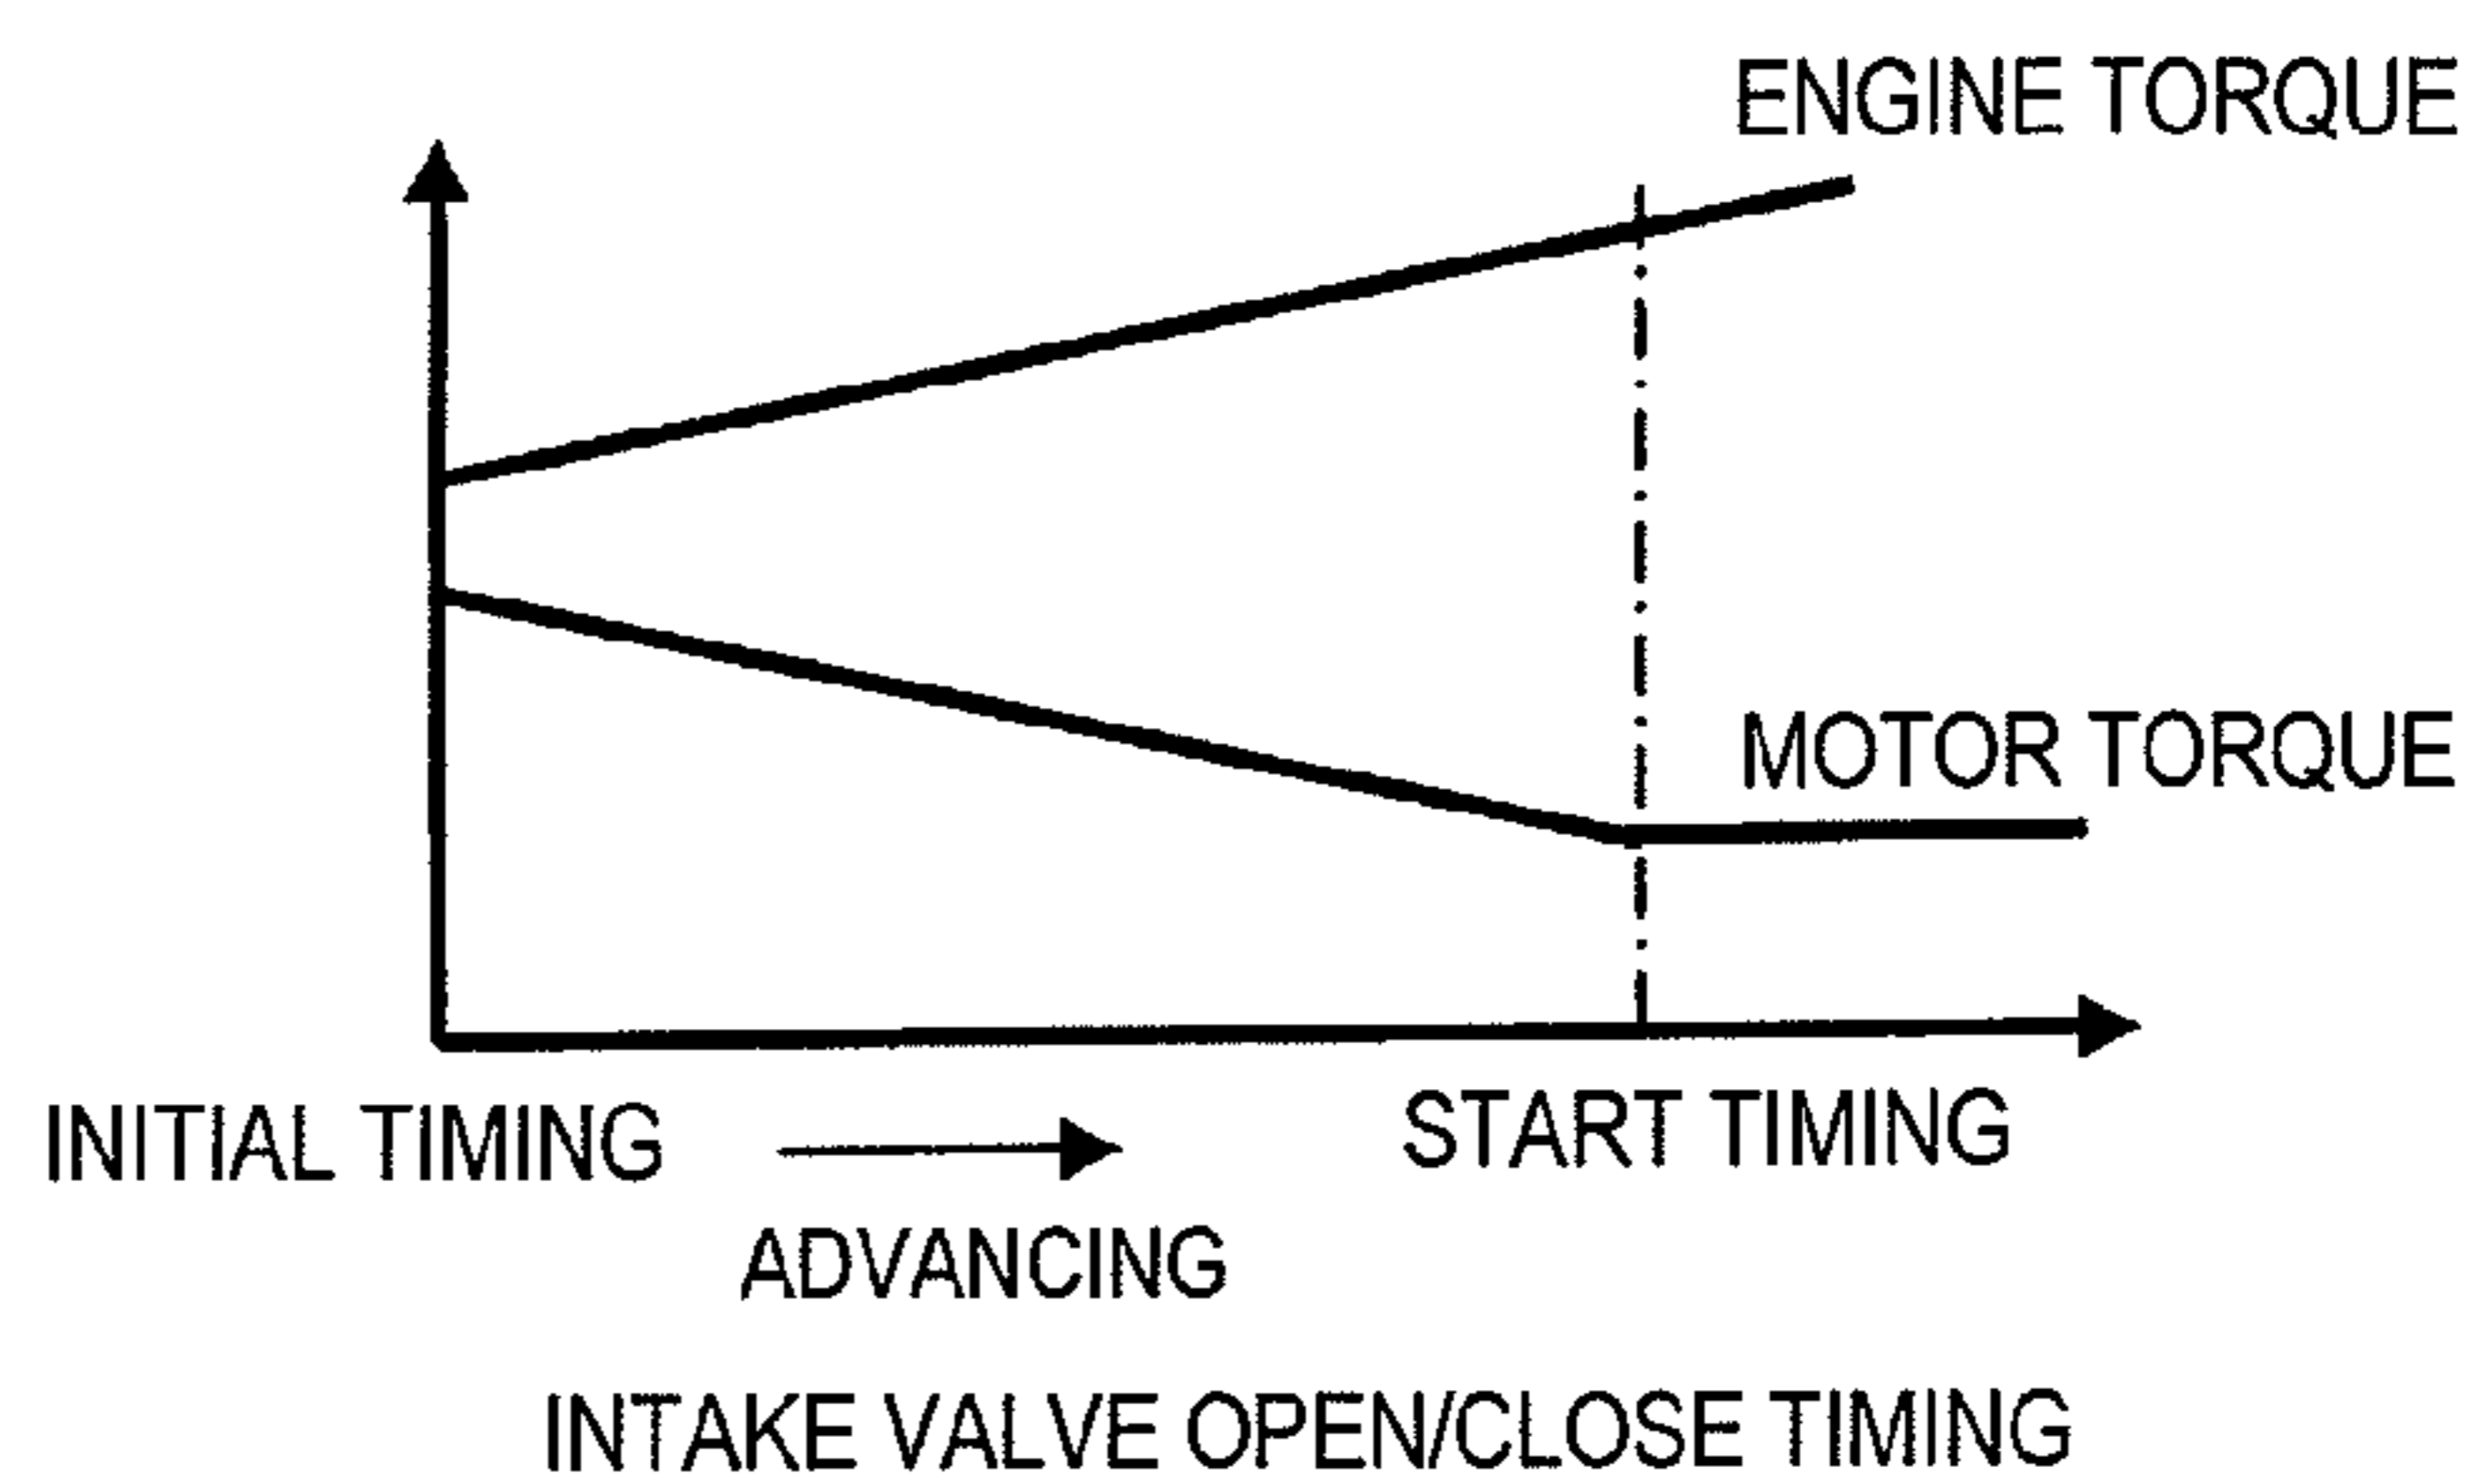 ENGINE TORQUE
MOTOR TORQUE
INITIAL TIMING
START TIMING
ADVANCING
INTAKE VALVE OPEN/CLOSE TIMING